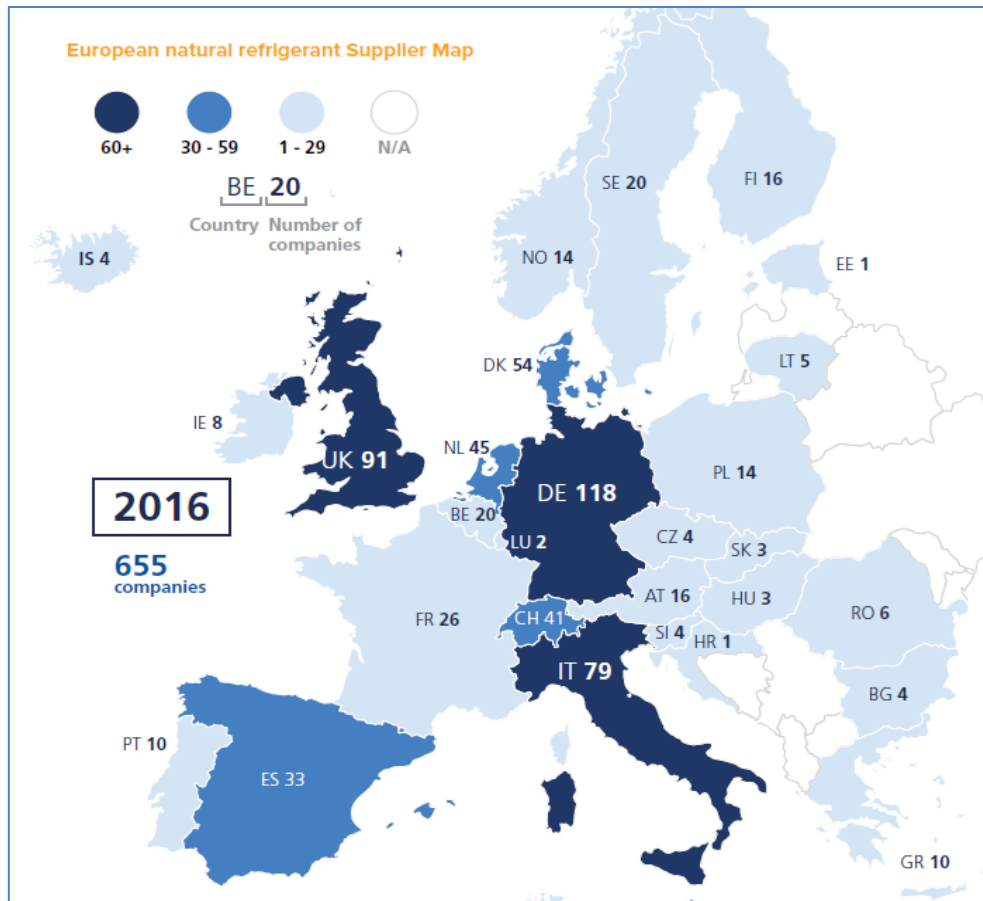 European natural refrigerant Supplier Map
60+
30 - 59
1 - 29
N/A
BE 20
Country
Number of
companies
IS 4
SE 20
FI 16
NO 14
EE 1
LT 5
DK 54
IE 8
UK 91
NL 45
DE 118
PL 14
2016
655
companies
BE 20
LU 2
CZ 4
SK 3
AT 16
HU 3
RO 6
FR 26
CH 41
SI 4
HR 1
IT 79
BG 4
PT 10
ES 33
GR 10